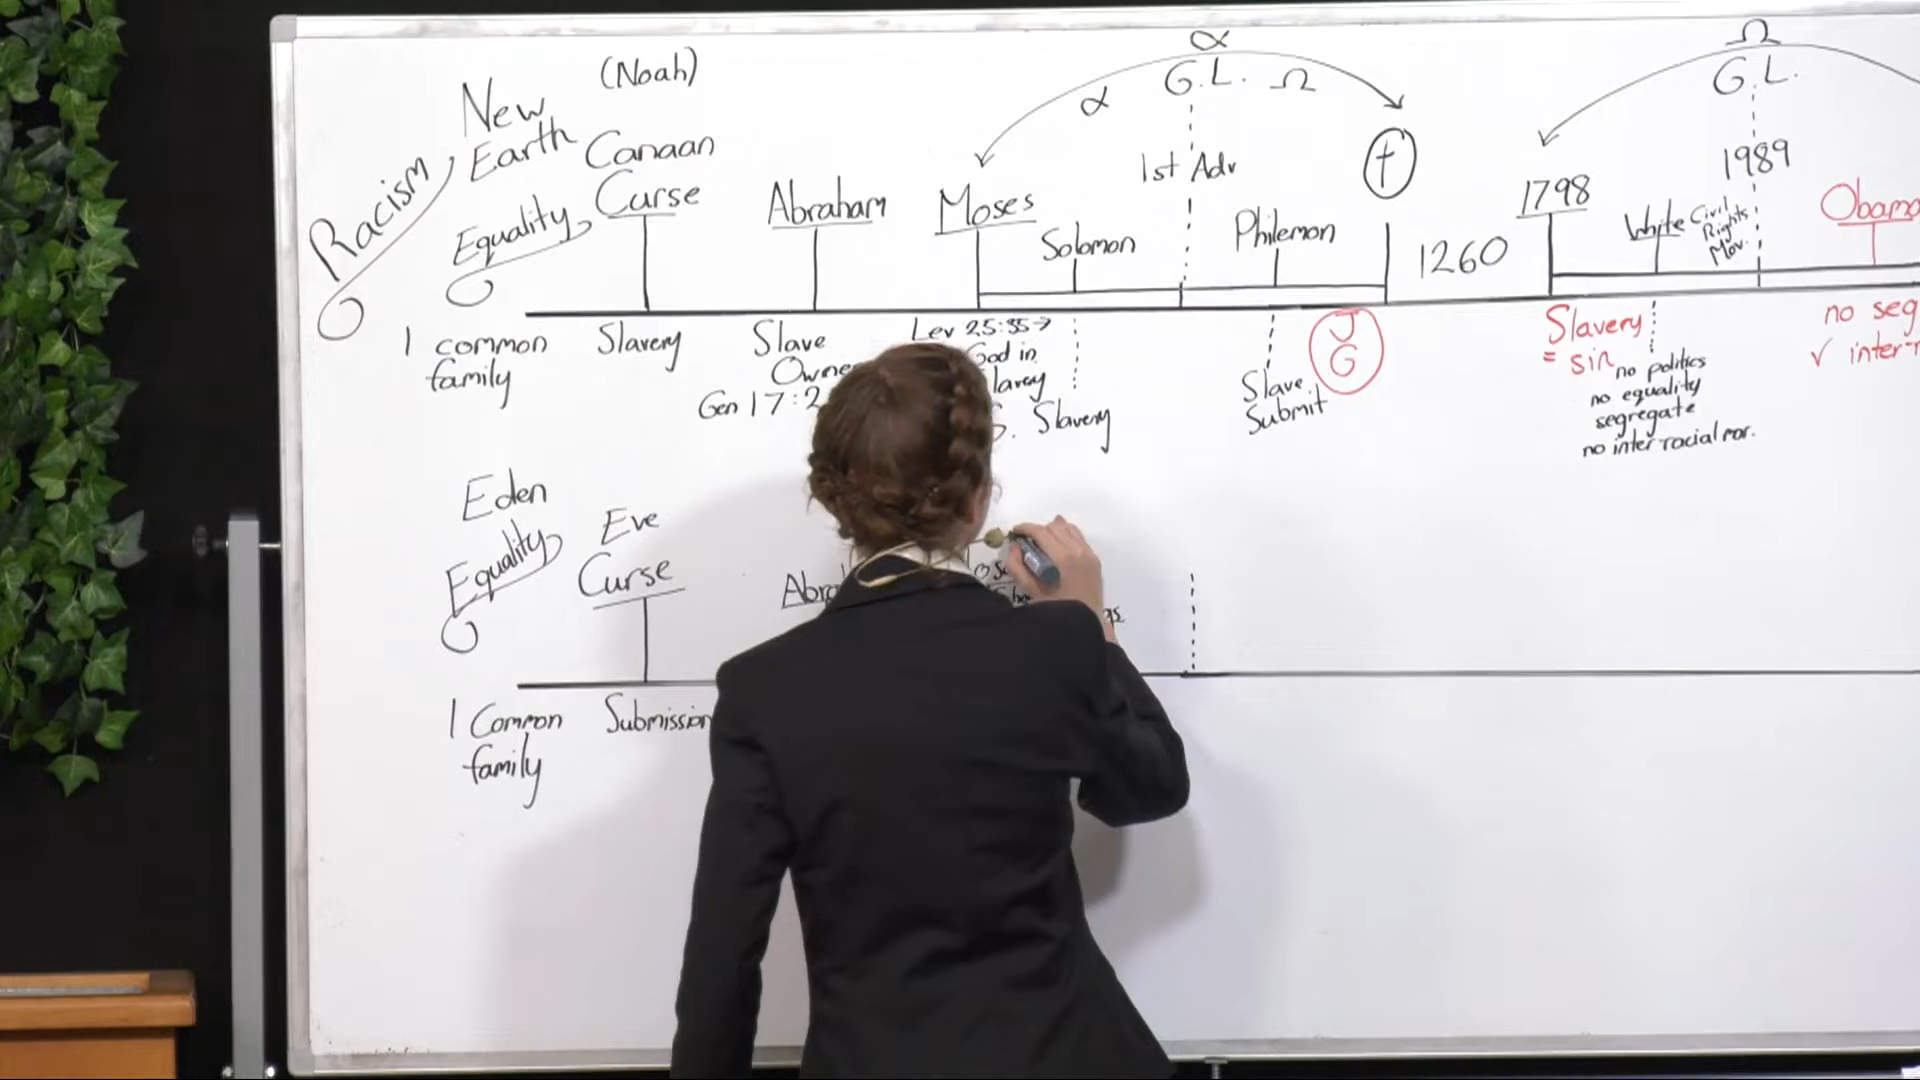 α
Ω
(Noah)
G.L.
G.L.
New
α
Ω
Earth
Canaan
1st Adv
†
1989
Racism
Curse
Abraham
Moses
1798
Obama
Equality
Solomon
Philemon
1260
White
Civil
Rights
Mov.
1 common
family
Slavery
Slave
Owne
Gen 17:2
Lev 25:35→
God in
lavery
S. Slavery
Slave
Submit
J
G
Slavery
= sin
no politics
no equality
segregate
no inter racial mar.
no seg
✓ inter-r
Eden
Equality
Eve
Curse
Abra
1 Common
family
Submission